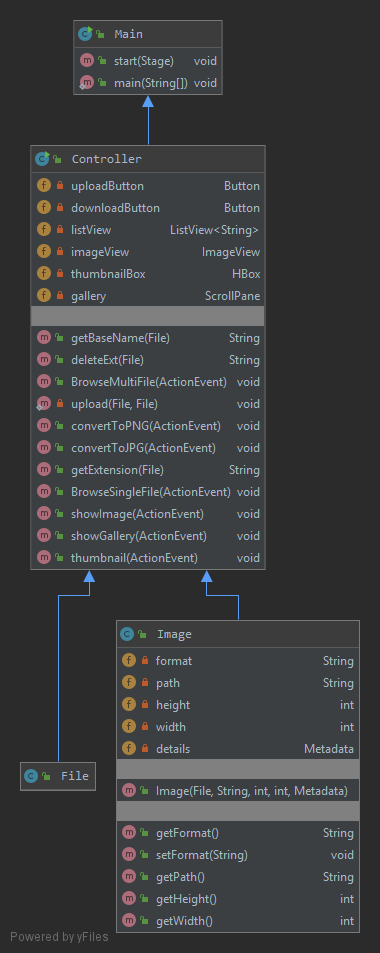 Main
start(Stage) void
main(String[]) void
Controller
uploadButton Button
downloadButton Button
listView ListView<String>
imageView ImageView
thumbnailBox HBox
gallery ScrollPane
getBaseName(File) String
deleteExt(File) String
BrowseMultiFile(ActionEvent) void
upload(File, File) void
convertToPNG(ActionEvent) void
convertToJPG(ActionEvent) void
getExtension(File) String
BrowseSingleFile(ActionEvent) void
showImage(ActionEvent) void
showGallery(ActionEvent) void
thumbnail(ActionEvent) void
Image
format String
path String
height int
width int
details Metadata
File
Image(File, String, int, int, Metadata)
getFormat() String
setFormat(String) void
getPath() String
getHeight() int
getWidth() int
Powered by yFiles